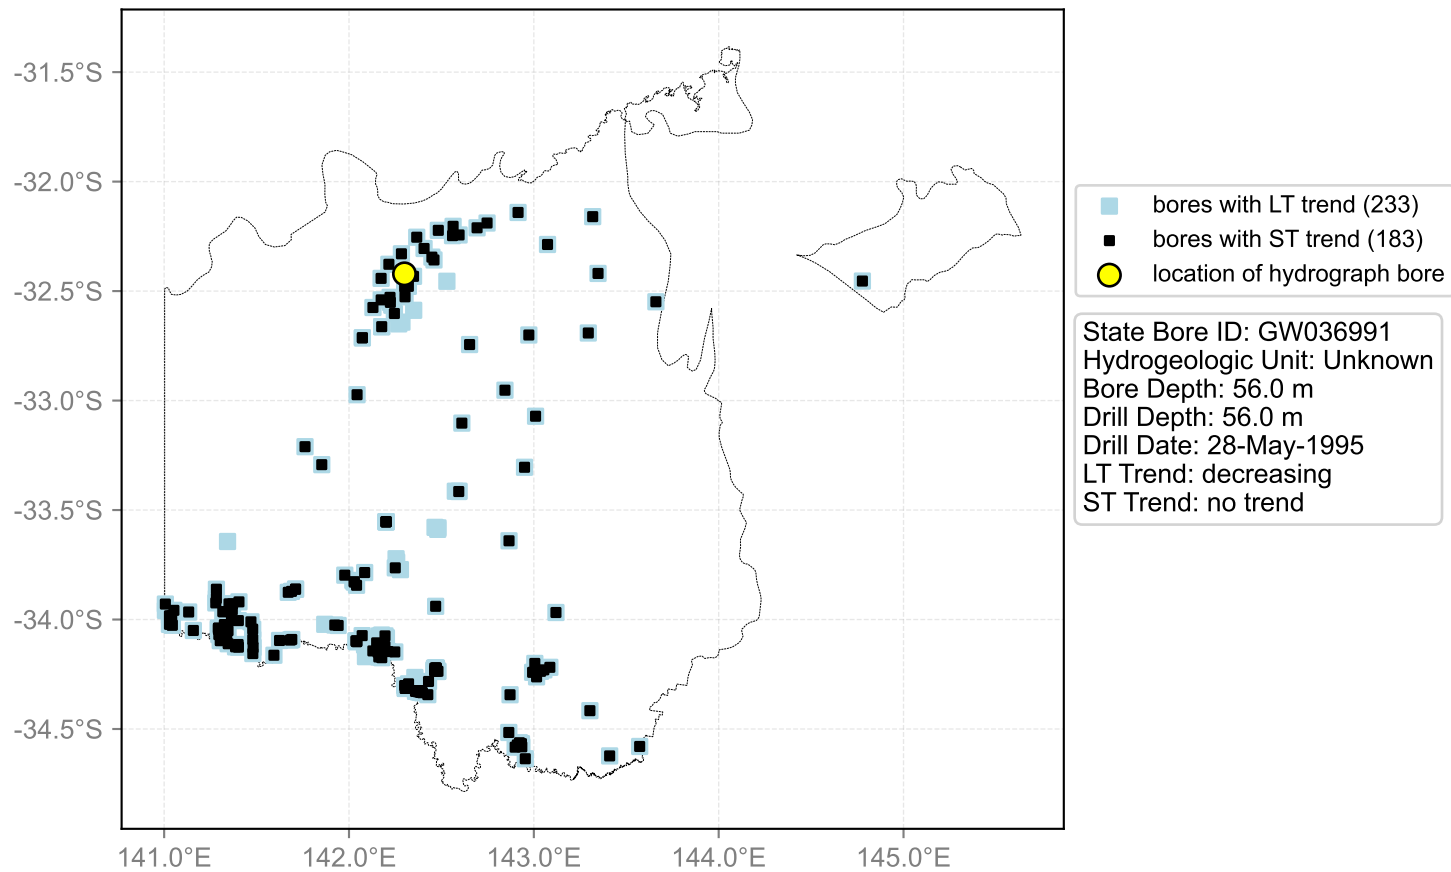 -31.5°S
-32.0°S
-32.5°S
-33.0°S
-33.5°S
-34.0°S
-34.5°S
141.0°E
142.0°E
143.0°E
144.0°E
145.0°E
bores with LT trend (233)
bores with ST trend (183)
location of hydrograph bore
State Bore ID: GW036991
Hydrogeologic Unit: Unknown
Bore Depth: 56.0 m
Drill Depth: 56.0 m
Drill Date: 28-May-1995
LT Trend: decreasing
ST Trend: no trend